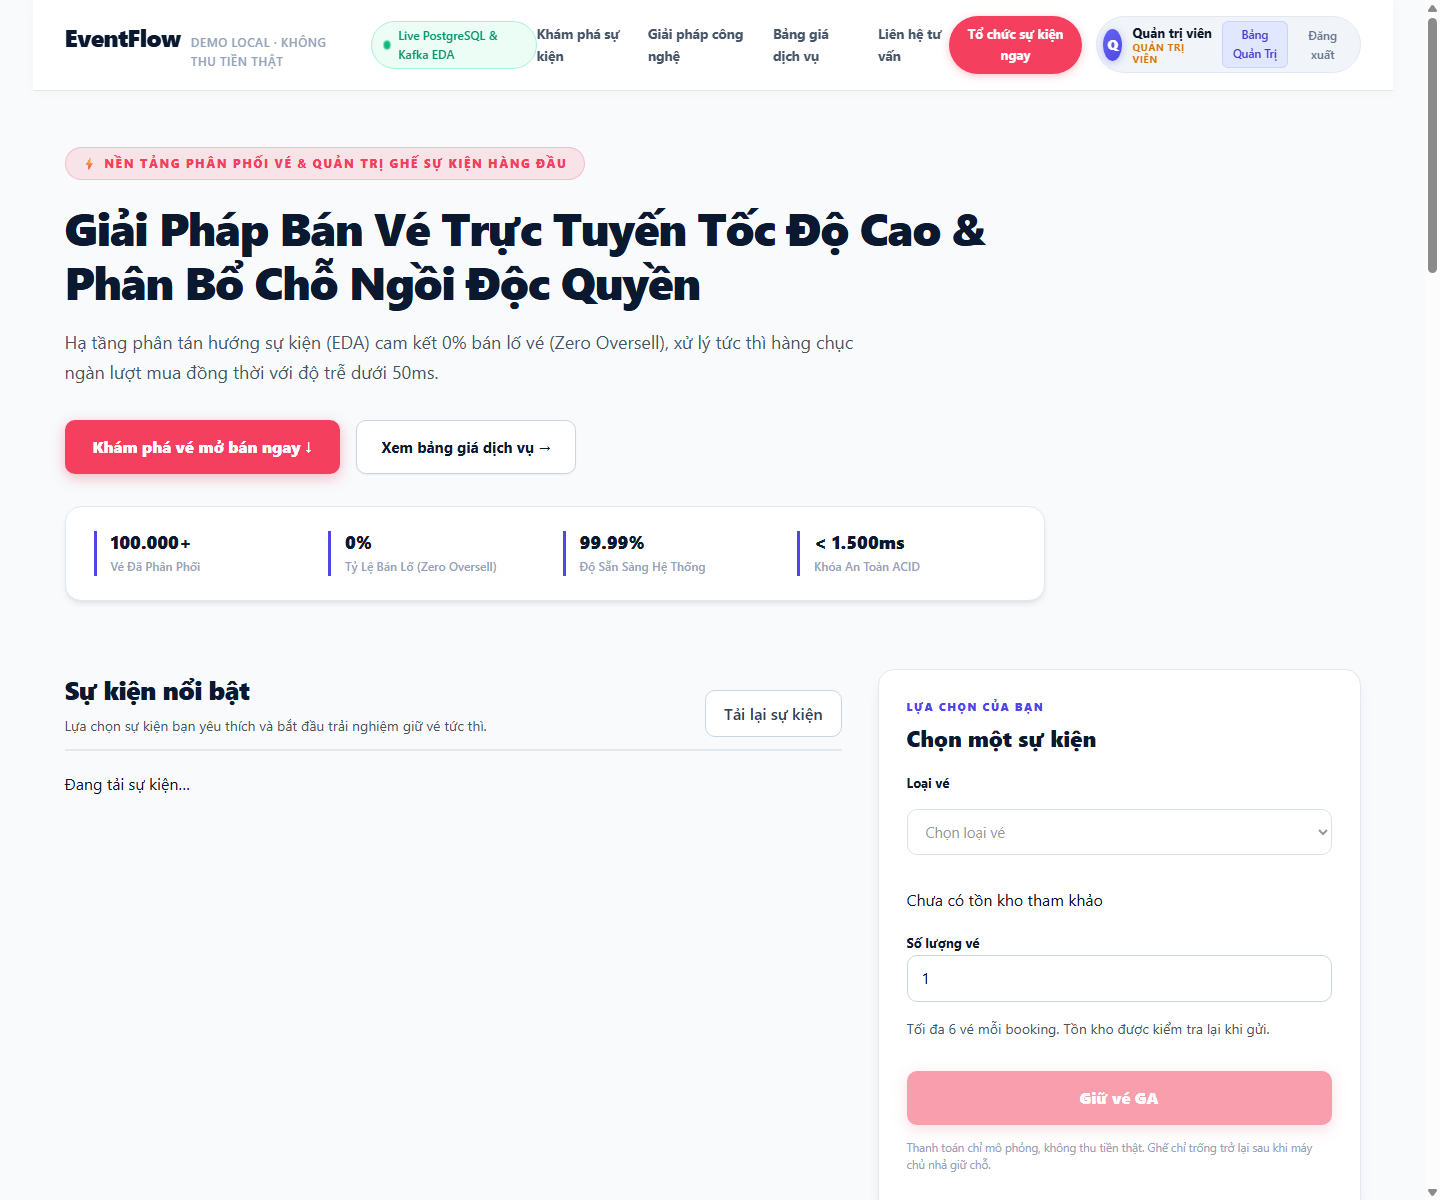 EventFlow
DEMO LOCAL · KHÔNG
THU TIỀN THẬT
Live PostgreSQL &
Kafka EDA
Khám phá sự
kiện
Giải pháp công
nghệ
Bảng giá
dịch vụ
Liên hệ tư
vấn
Tổ chức sự kiện
ngay
Q
Quản trị viên
QUẢN TRỊ
VIÊN
Bảng
Quản Trị
Đăng
xuất
NỀN TẢNG PHÂN PHỐI VÉ & QUẢN TRỊ GHẾ SỰ KIỆN HÀNG ĐẦU
Giải Pháp Bán Vé Trực Tuyến Tốc Độ Cao &
Phân Bổ Chỗ Ngồi Độc Quyền
Hạ tầng phân tán hướng sự kiện (EDA) cam kết 0% bán lố vé (Zero Oversell), xử lý tức thì hàng chục
ngàn lượt mua đồng thời với độ trễ dưới 50ms.
Khám phá vé mở bán ngay ↓
Xem bảng giá dịch vụ →
100.000+
Vé Đã Phân Phối
0%
Tỷ Lệ Bán Lố (Zero Oversell)
99.99%
Độ Sẵn Sàng Hệ Thống
< 1.500ms
Khóa An Toàn ACID
Sự kiện nổi bật
Lựa chọn sự kiện bạn yêu thích và bắt đầu trải nghiệm giữ vé tức thì.
Tải lại sự kiện
Đang tải sự kiện...
LỰA CHỌN CỦA BẠN
Chọn một sự kiện
Loại vé
Chọn loại vé
Chưa có tồn kho tham khảo
Số lượng vé
1
Tối đa 6 vé mỗi booking. Tồn kho được kiểm tra lại khi gửi.
Giữ vé GA
Thanh toán chỉ mô phỏng, không thu tiền thật. Ghế chỉ trống trở lại sau khi máy
chủ nhả giữ chỗ.